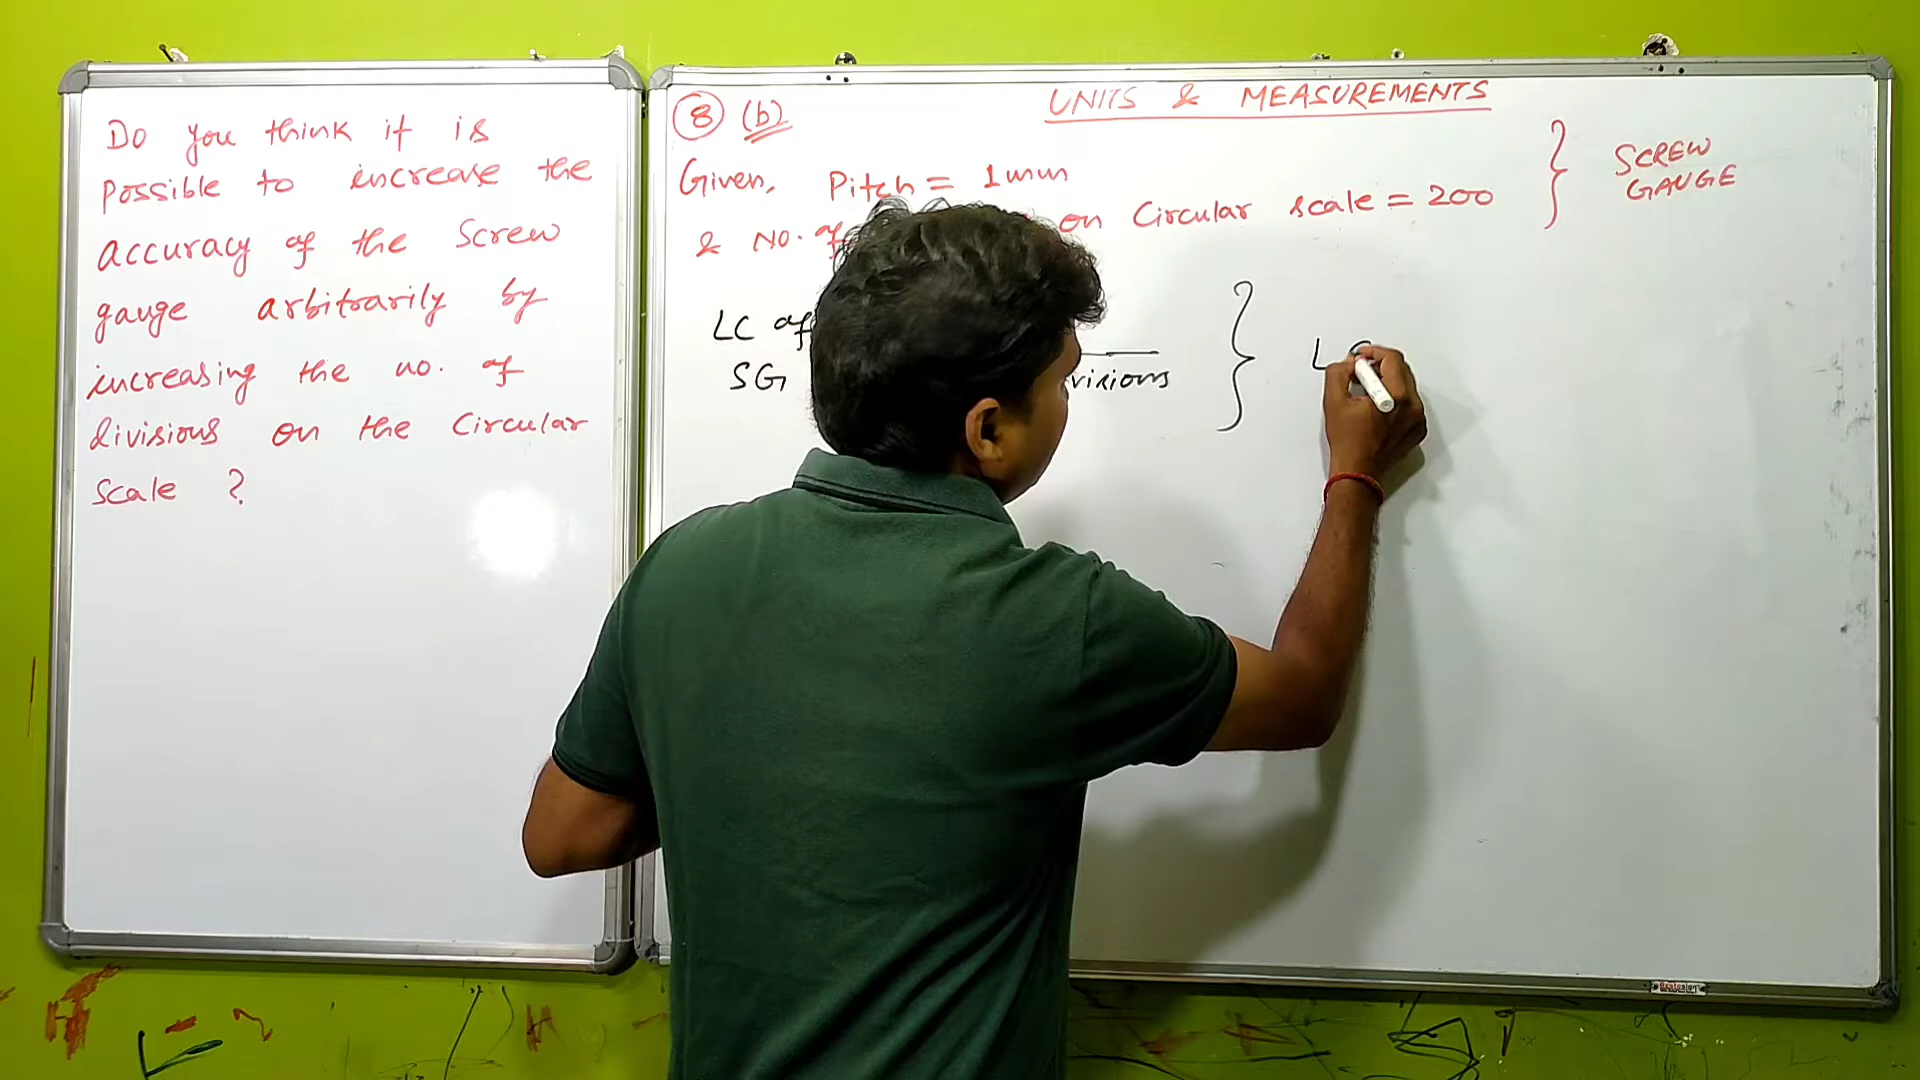 Do you think if is
Possible to increase the
accuracy of the Screw
gauge arbitrarily by
increasing the no. of
divisions on the Circular
scale ?
UNITS & MEASUREMENTS
8 (b)
Given, Pitch = 1mm
& No. of on Circular scale = 200
} SCREW
GAUGE
LC of
SG visions
} L C